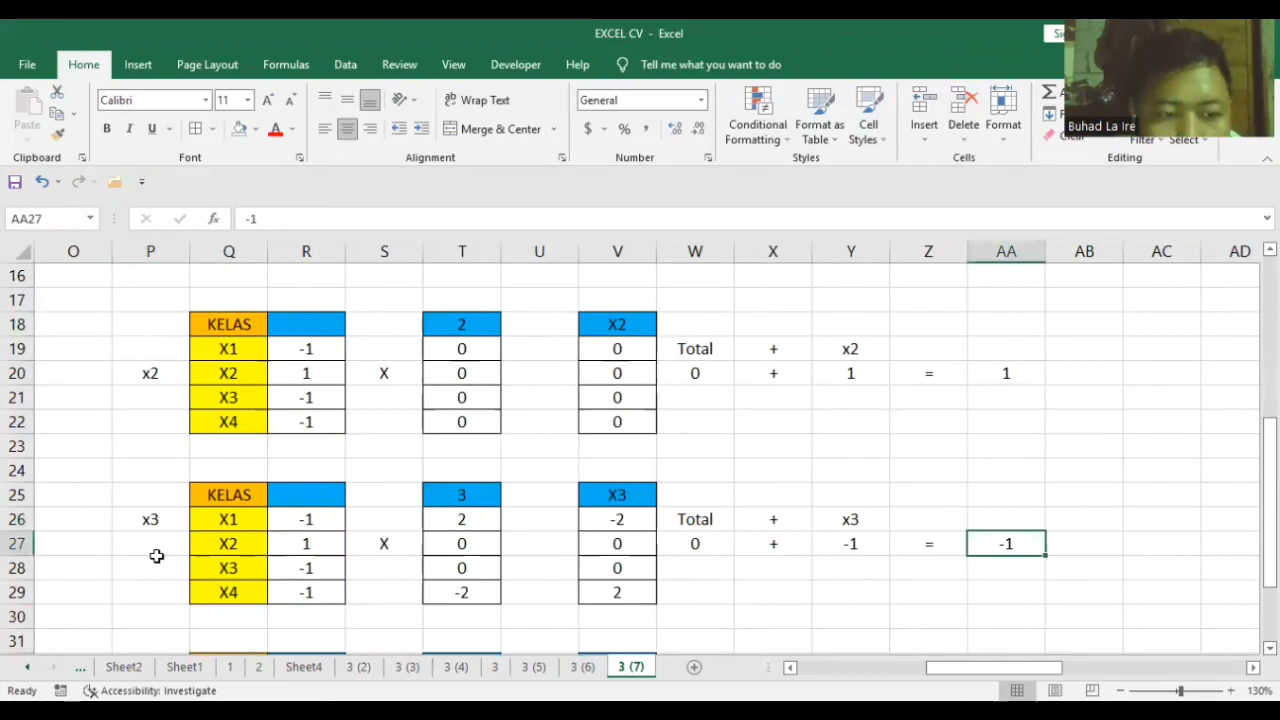 EXCEL CV - Excel
File Home Insert Page Layout Formulas Data Review View Developer Help Tell me what you want to do
Buhad La Ire
Paste Calibri 11 A A Wrap Text General Conditional Formatting Format as Table Cell Styles Insert Delete Format
B I U A Merge & Center $ % , Clear Filter Select
Clipboard Font Alignment Number Styles Cells Editing
AA27 fx -1
O P Q R S T U V W X Y Z AA AB AC AD
16
17
18 KELAS 2 X2
19 X1 -1 0 0 Total + x2
20 x2 X2 1 X 0 0 0 + 1 = 1
21 X3 -1 0 0
22 X4 -1 0 0
23
24
25 KELAS 3 X3
26 x3 X1 -1 2 -2 Total + x3
27 X2 1 X 0 0 0 + -1 = -1
28 X3 -1 0 0
29 X4 -1 -2 2
30
31
... Sheet2 Sheet1 1 2 Sheet4 3 (2) 3 (3) 3 (4) 3 3 (5) 3 (6) 3 (7)
Ready Accessibility: Investigate 130%